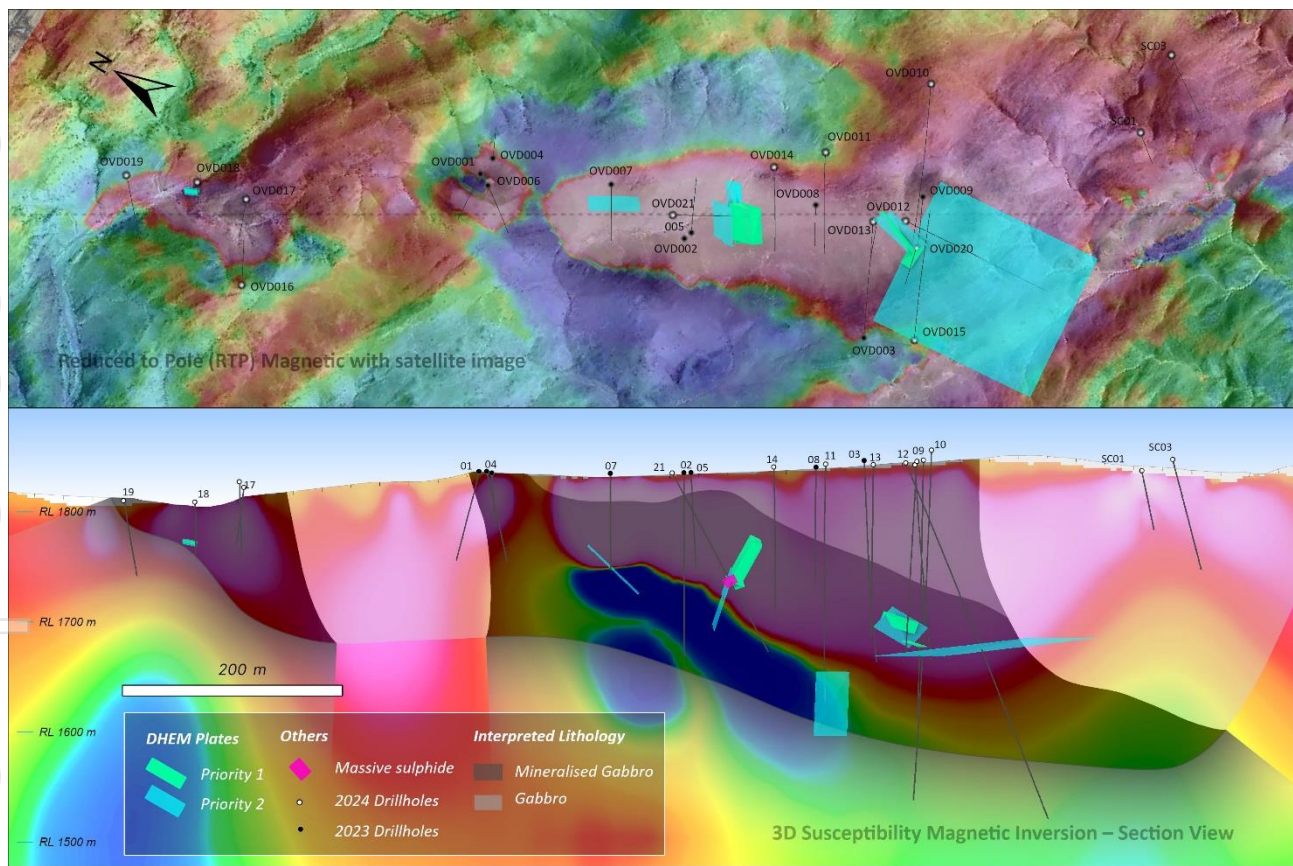 N
SC03
OVD010
SC01
OVD011
OVD004
OVD001
OVD014
OVD019
OVD018
OVD006
OVD007
OVD017
OVD008
OVD009
OVD021
OVD012
005
OVD013
OVD002
OVD020
OVD016
OVD015
OVD003
Reduced to Pole (RTP) Magnetic with satellite image
01
04
07
21
02
05
14
08
11
03
13
12
09
10
SC01
SC03
19
18
17
RL 1800 m
RL 1700 m
200 m
RL 1600 m
RL 1500 m
DHEM Plates
Priority 1
Priority 2
Others
Massive sulphide
2024 Drillholes
2023 Drillholes
Interpreted Lithology
Mineralised Gabbro
Gabbro
3D Susceptibility Magnetic Inversion – Section View